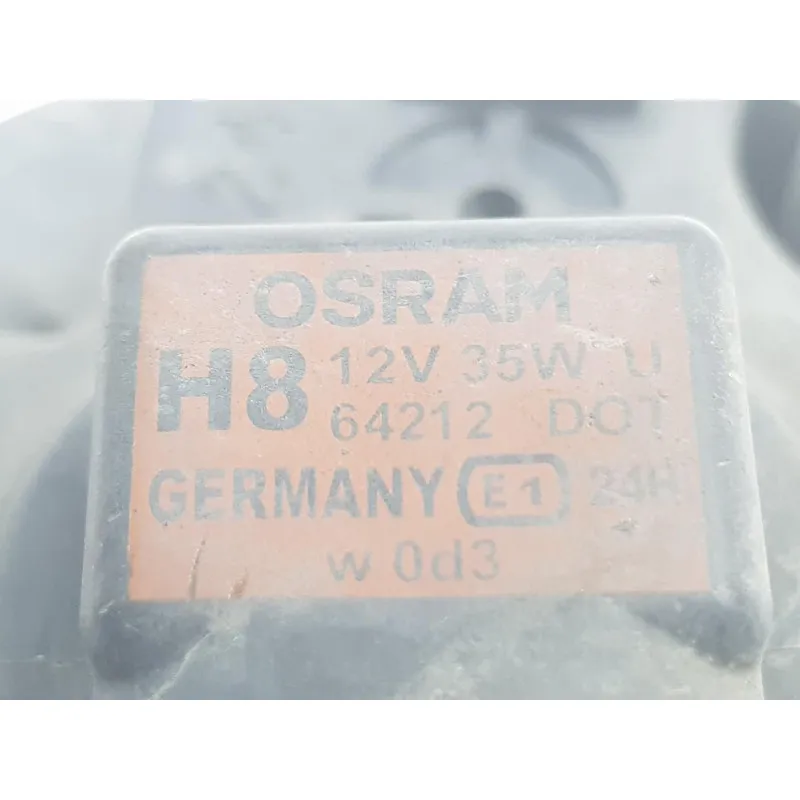 OSRAM
H8 12V 35W U
64212 DOT
GERMANY E1 24H
w 0d3